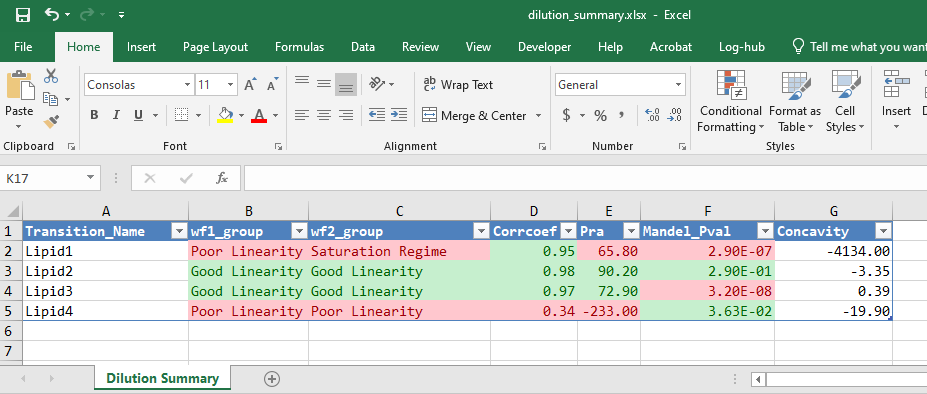 dilution_summary.xlsx - Excel
File Home Insert Page Layout Formulas Data Review View Developer Help Acrobat Log-hub Tell me what you want
Paste
Consolas 11 A A
ab Wrap Text
General
Conditional Formatting
Format as Table
Cell Styles
Insert
B I U A
Merge & Center
$ % , .00 .0
Clipboard Font Alignment Number Styles
K17 fx
A B C D E F G
1 Transition_Name wf1_group wf2_group Corrcoef Pra Mandel_Pval Concavity
2 Lipid1 Poor Linearity Saturation Regime 0.95 65.80 2.90E-07 -4134.00
3 Lipid2 Good Linearity Good Linearity 0.98 90.20 2.90E-01 -3.35
4 Lipid3 Good Linearity Good Linearity 0.97 72.90 3.20E-08 0.39
5 Lipid4 Poor Linearity Poor Linearity 0.34 -233.00 3.63E-02 -19.90
6
7
Dilution Summary